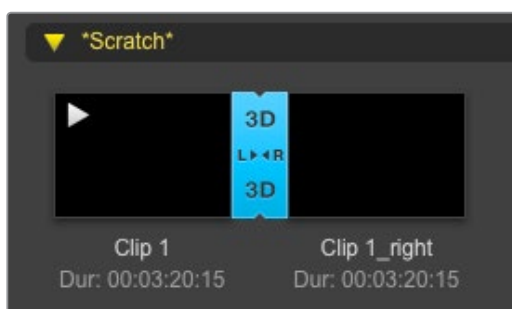 *Scratch*
3D
L R
3D
Clip 1
Clip 1_right
Dur: 00:03:20:15
Dur: 00:03:20:15